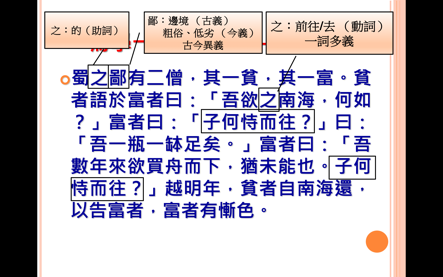 之：的（助詞）
鄙：邊境 （古義）
粗俗、低劣 （今義）
古今異義
之：前往/去 （動詞）
一詞多義
蜀之鄙有二僧，其一貧，其一富。貧
者語於富者曰：「吾欲之南海，何如
？」富者曰：「子何恃而往？」曰：
「吾一瓶一缽足矣。」富者曰：「吾
數年來欲買舟而下，猶未能也。子何
恃而往？」越明年，貧者自南海還，
以告富者，富者有慚色。